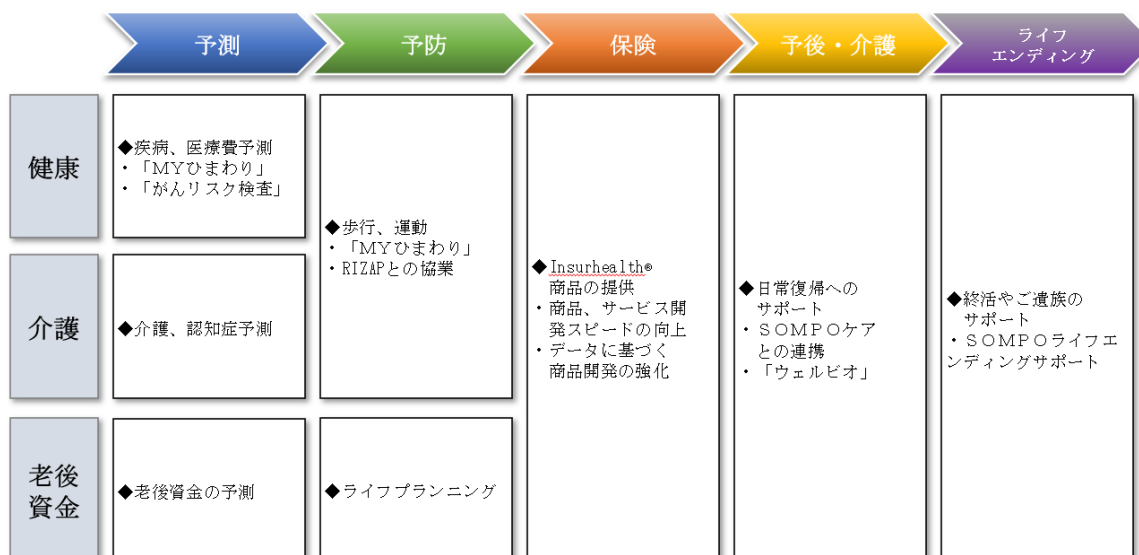 予測
予防
保険
予後・介護
ライフ
エンディング
健康
◆疾病、医療費予測
・「ＭＹひまわり」
・「がんリスク検査」
◆歩行、運動
・「ＭＹひまわり」
・RIZAPとの協業
◆Insurhealth®
商品の提供
・商品、サービス開
発スピードの向上
・データに基づく
商品開発の強化
◆日常復帰への
サポート
・ＳＯＭＰＯケア
との連携
・「ウェルビオ」
◆終活やご遺族の
サポート
・ＳＯＭＰＯライフエ
ンディングサポート
介護
◆介護、認知症予測
老後
資金
◆老後資金の予測
◆ライフプランニング